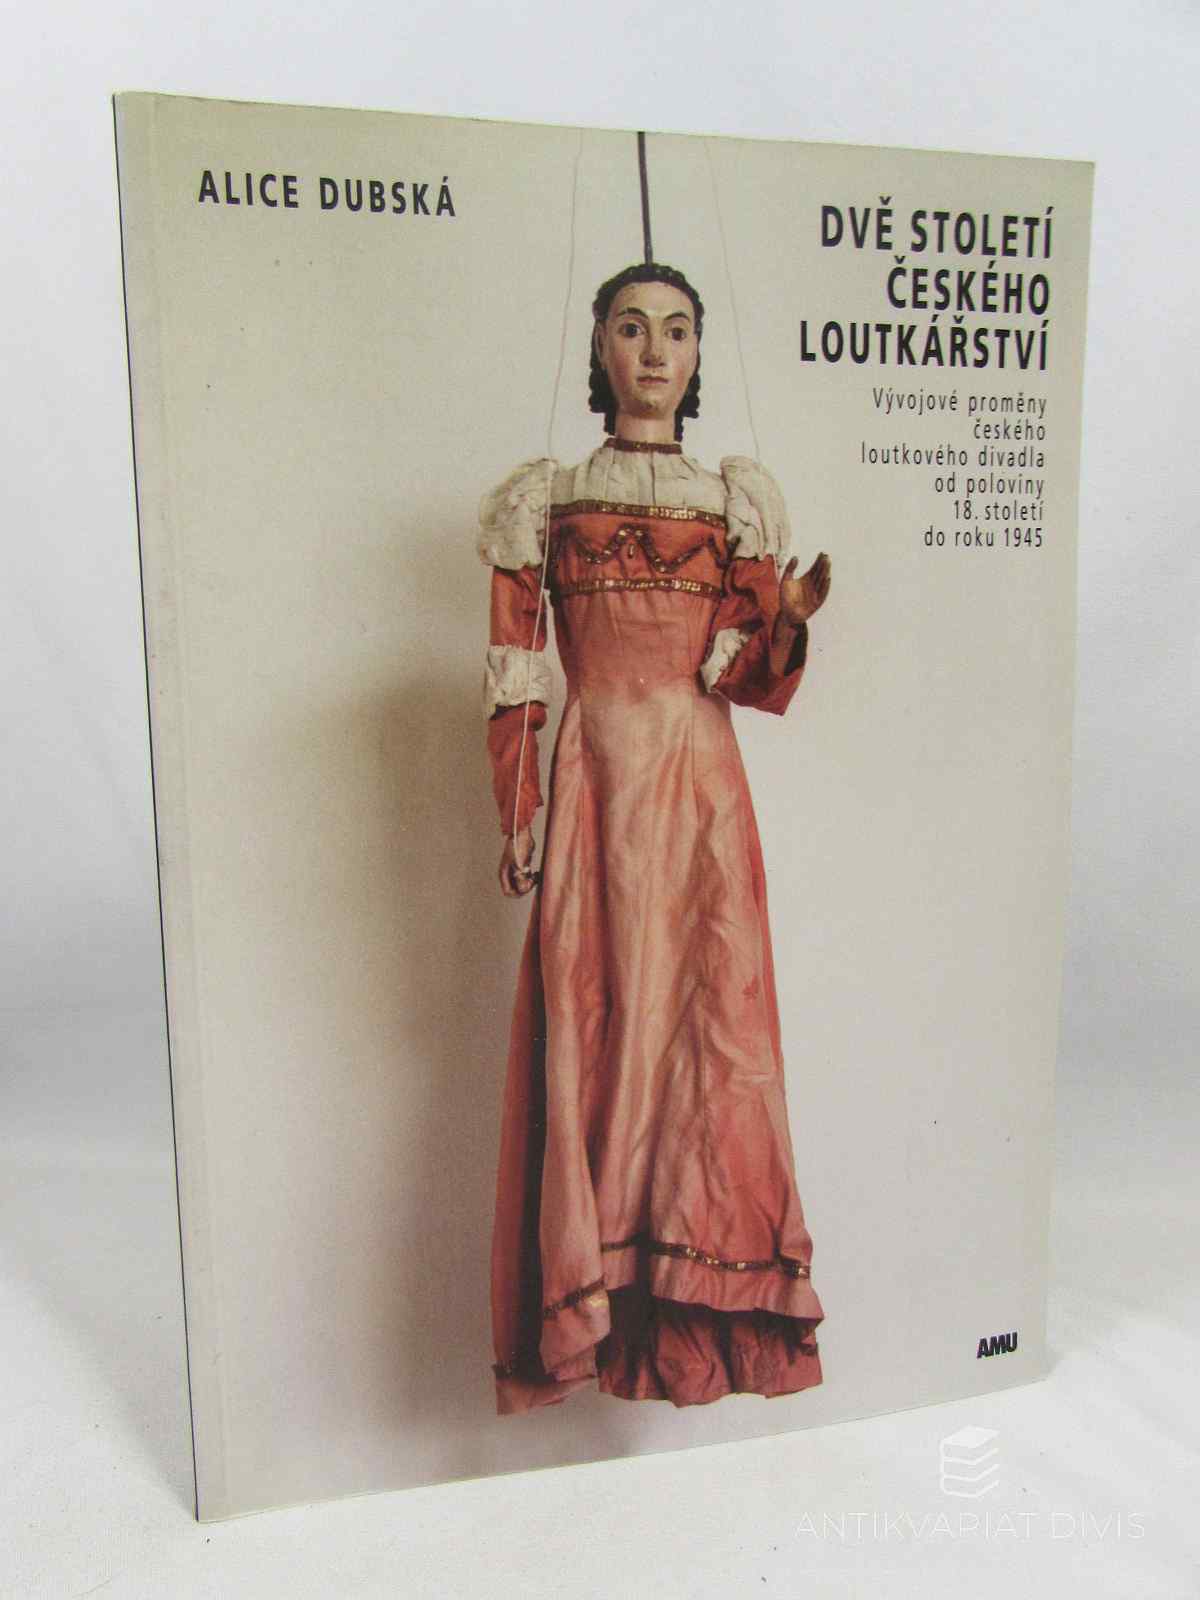 ALICE DUBSKÁ
DVĚ STOLETÍ
ČESKÉHO
LOUTKÁŘSTVÍ
Vývojové proměny
českého
loutkového divadla
od poloviny
18. století
do roku 1945
AMU
ANTIKVARIAT DIVIS